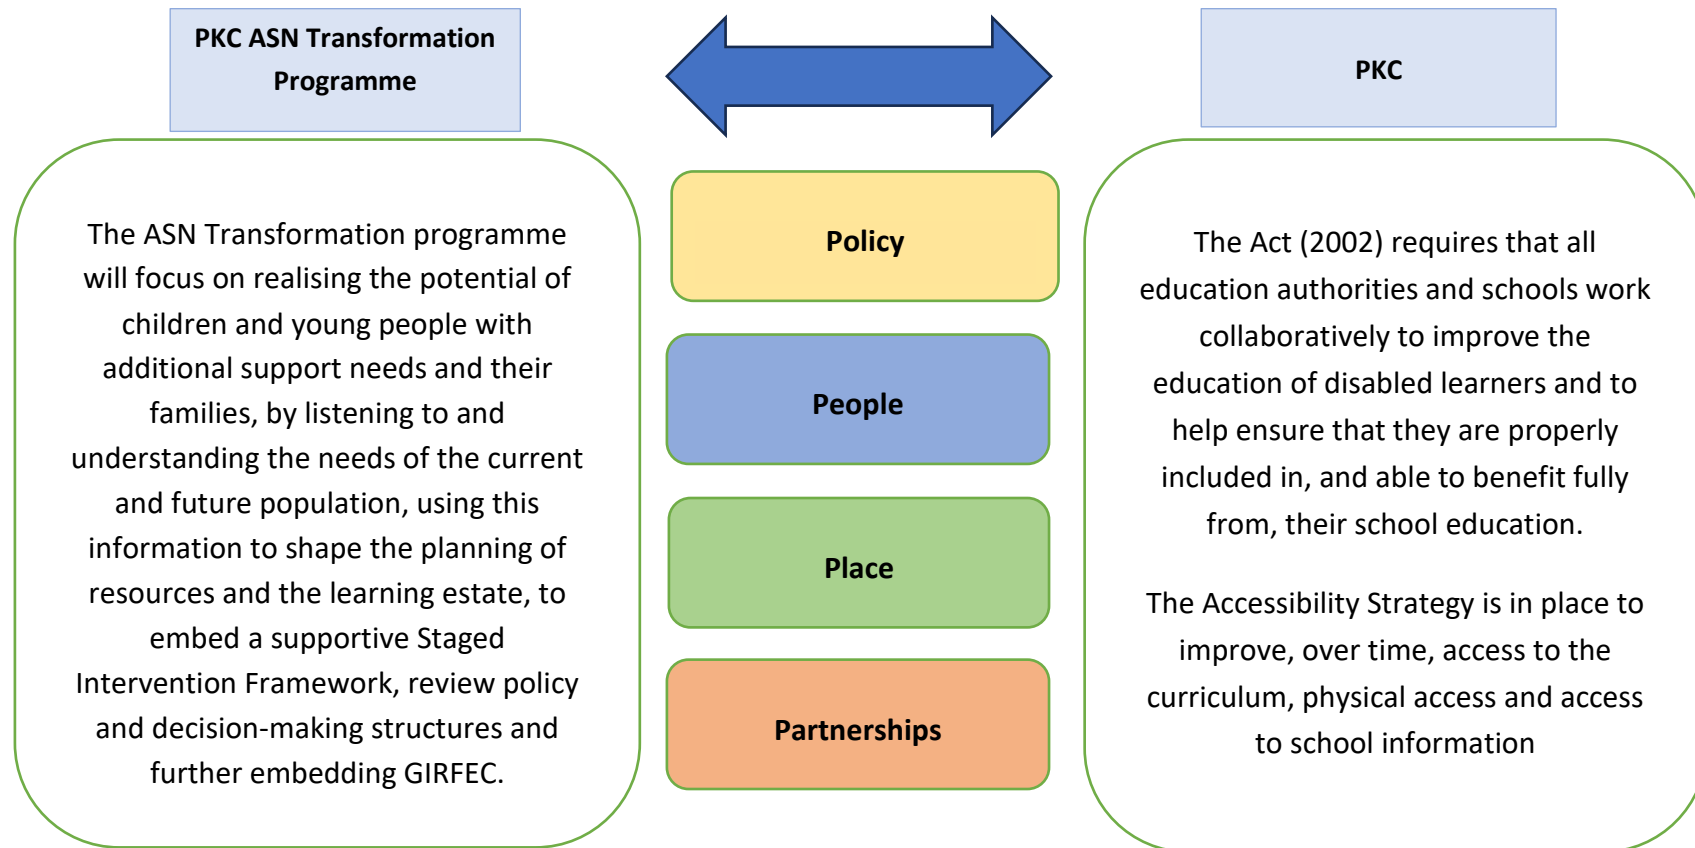 PKC ASN Transformation
Programme
The ASN Transformation programme
will focus on realising the potential of
children and young people with
additional support needs and their
families, by listening to and
understanding the needs of the current
and future population, using this
information to shape the planning of
resources and the learning estate, to
embed a supportive Staged
Intervention Framework, review policy
and decision-making structures and
further embedding GIRFEC.
Policy
People
Place
Partnerships
PKC
The Act (2002) requires that all
education authorities and schools work
collaboratively to improve the
education of disabled learners and to
help ensure that they are properly
included in, and able to benefit fully
from, their school education.
The Accessibility Strategy is in place to
improve, over time, access to the
curriculum, physical access and access
to school information